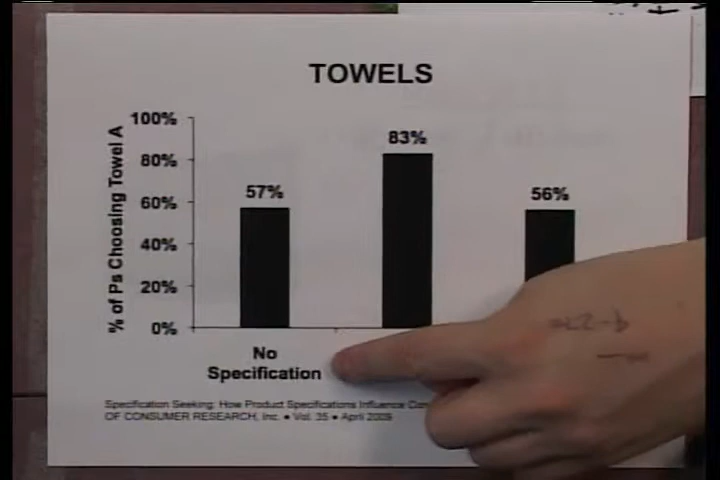 TOWELS
% of Ps Choosing Towel A
100%
80%
60%
40%
20%
0%
57%
83%
56%
No
Specification
Specification Seeking: How Product Specifications Influence
OF CONSUMER RESEARCH, Inc. ● Vol. 35 ● April 2009